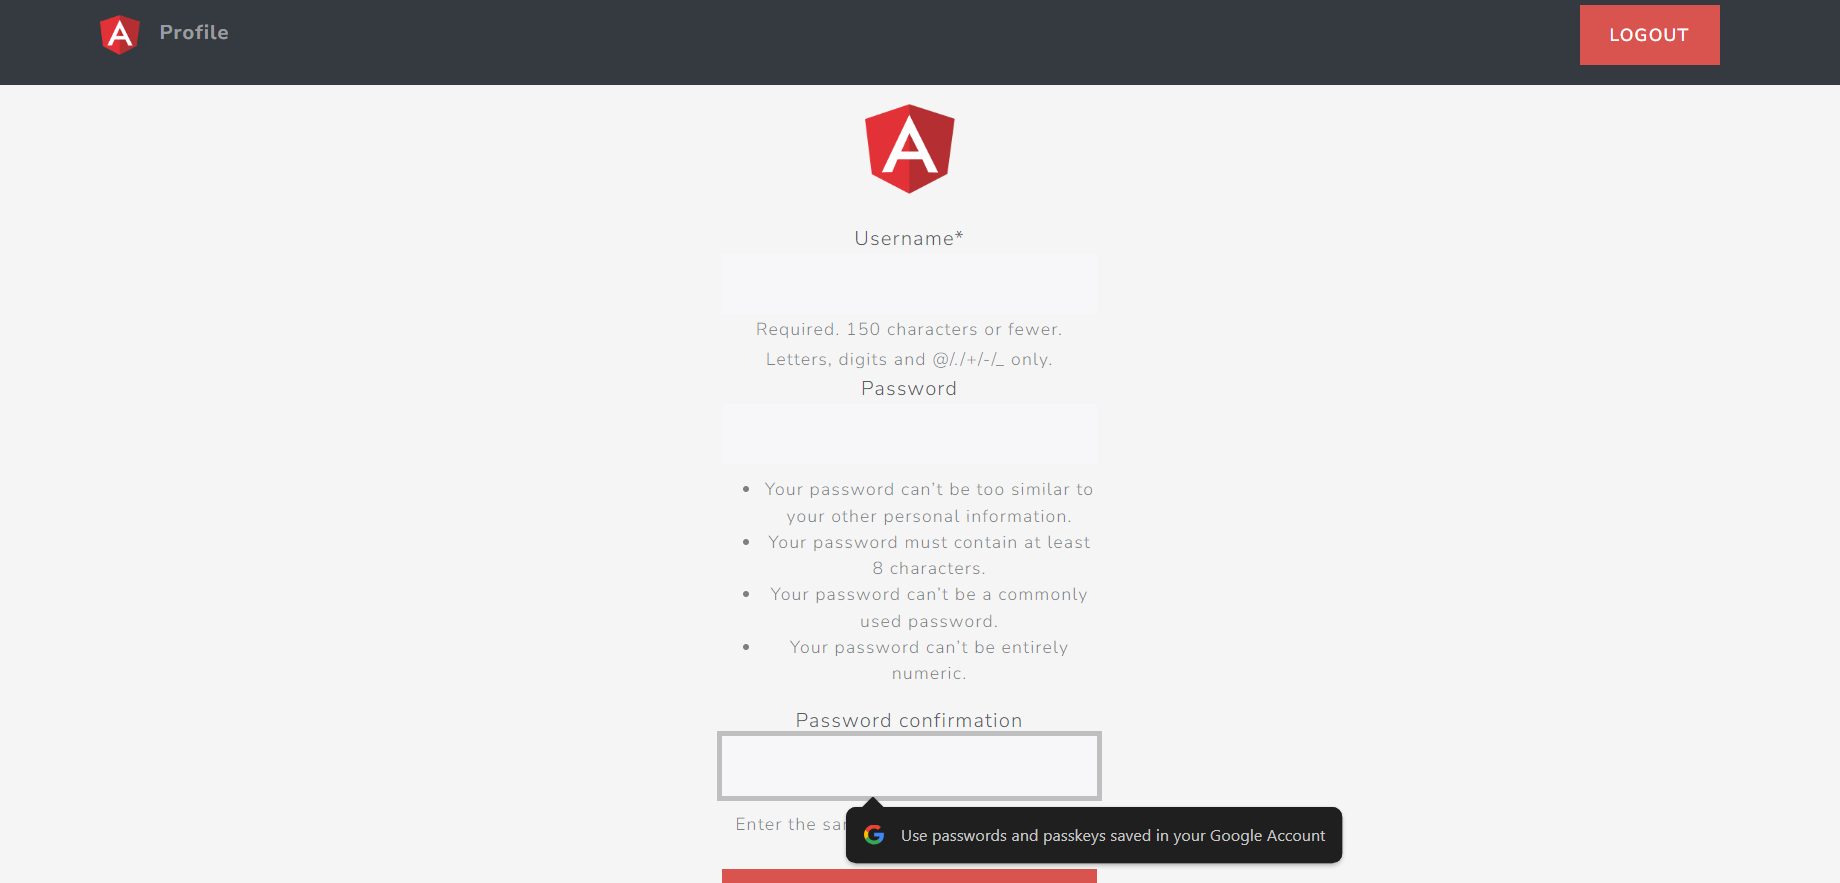 Profile
LOGOUT
Username*
Required. 150 characters or fewer.
Letters, digits and @/./+/-/_ only.
Password
• Your password can't be too similar to
your other personal information.
• Your password must contain at least
8 characters.
• Your password can't be a commonly
used password.
• Your password can't be entirely
numeric.
Password confirmation
Enter the
Use passwords and passkeys saved in your Google Account